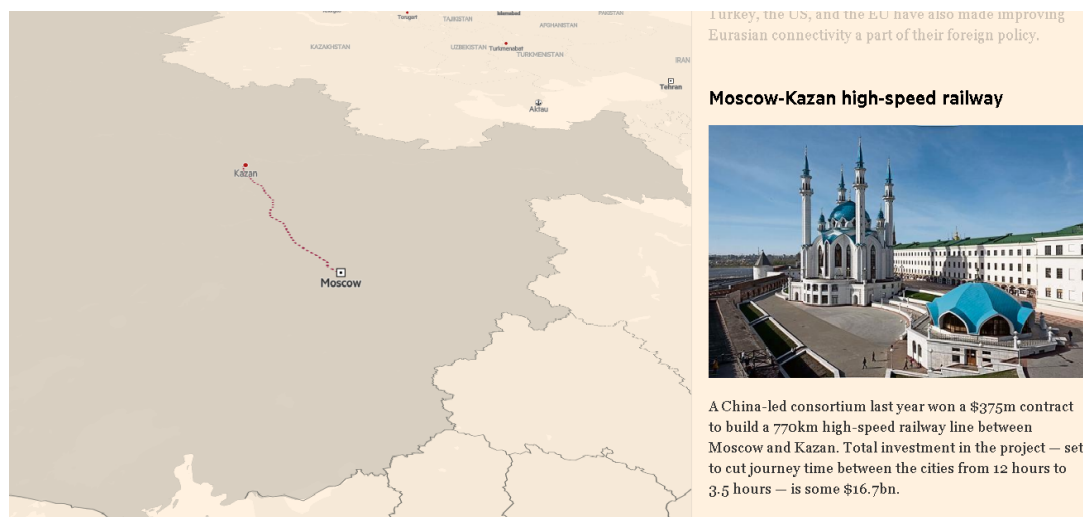 Turugart
TAJIKISTAN
Islamabad
PAKISTAN
AFGHANISTAN
KAZAKHSTAN
UZBEKISTAN
Turkmenabat
TURKMENISTAN
IRAN
Tehran
Aktau
Kazan
Moscow
Turkey, the US, and the EU have also made improving
Eurasian connectivity a part of their foreign policy.
Moscow-Kazan high-speed railway
A China-led consortium last year won a $375m contract
to build a 770km high-speed railway line between
Moscow and Kazan. Total investment in the project — set
to cut journey time between the cities from 12 hours to
3.5 hours — is some $16.7bn.